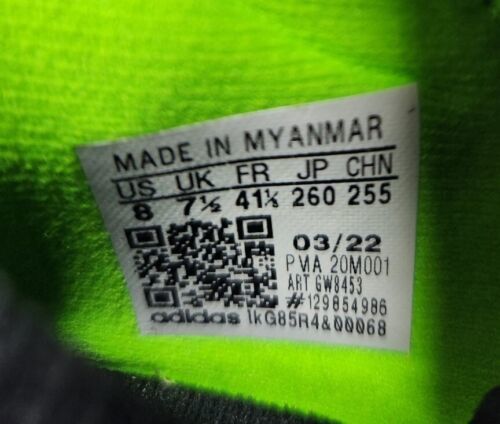 MADE IN MYANMAR
US UK FR JP CHN
8 7½ 41⅓ 260 255
03/22
PMA 20M001
ART GW8453
#129854986
adidas 1kG85R4&00068